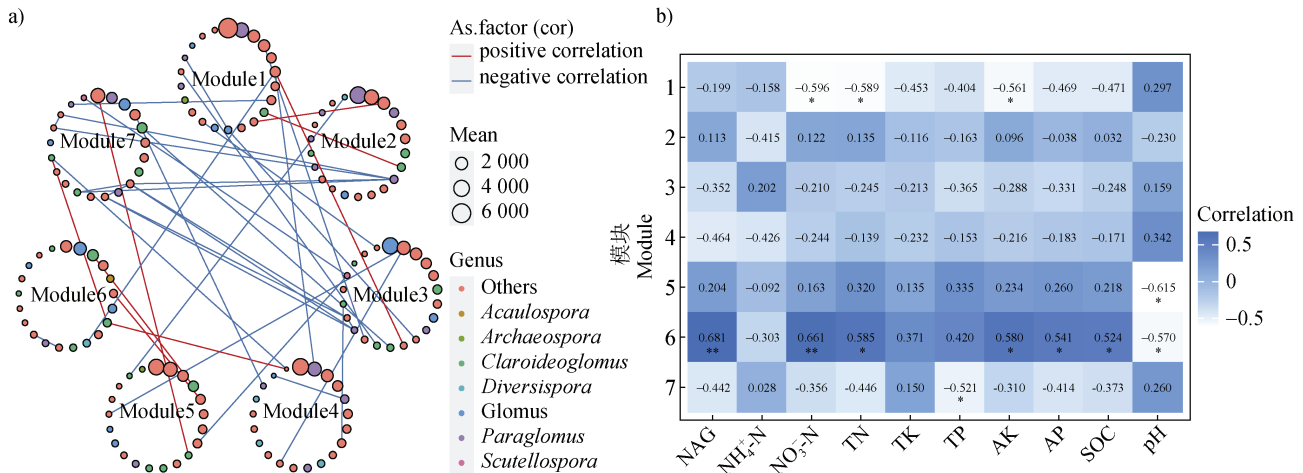 a)
Module1
Module2
Module3
Module4
Module5
Module6
Module7
As.factor (cor)
positive correlation
negative correlation
Mean
2 000
4 000
6 000
Genus
Others
Acaulospora
Archaeospora
Claroideoglomus
Diversispora
Glomus
Paraglomus
Scutellospora
b)
模块
Module
1 −0.199 −0.158 −0.596 −0.589 −0.453 −0.404 −0.561 −0.469 −0.471 0.297
* * *
2 0.113 −0.415 0.122 0.135 −0.116 −0.163 0.096 −0.038 0.032 −0.230
3 −0.352 0.202 −0.210 −0.245 −0.213 −0.365 −0.288 −0.331 −0.248 0.159
4 −0.464 −0.426 −0.244 −0.139 −0.232 −0.153 −0.216 −0.183 −0.171 0.342
5 0.204 −0.092 0.163 0.320 0.135 0.335 0.234 0.260 0.218 −0.615
*
6 0.681 −0.303 0.661 0.585 0.371 0.420 0.580 0.541 0.524 −0.570
** ** * * * * *
7 −0.442 0.028 −0.356 −0.446 0.150 −0.521 −0.310 −0.414 −0.373 0.260
*
NAG NH₄⁺-N NO₃⁻-N TN TK TP AK AP SOC pH
Correlation
0.5
0
−0.5